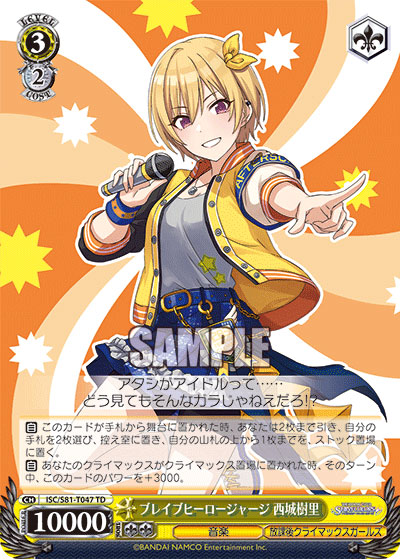 LEVEL
3
2
COST
AFTERSC
SAMPLE
アタシがアイドルって……
どう見てもそんなガラじゃねえだろ!?
自 このカードが手札から舞台に置かれた時、あなたは2枚まで引き、自分の
手札を2枚選び、控え室に置き、自分の山札の上から1枚までを、ストック置場
に置く。
自 あなたのクライマックスがクライマックス置場に置かれた時、そのターン
中、このカードのパワーを+3000。
CH ISC/S81-T047 TD
ブレイブヒーロージャージ 西城樹里
10000
音楽
放課後クライマックスガールズ
©BANDAI NAMCO Entertainment Inc.